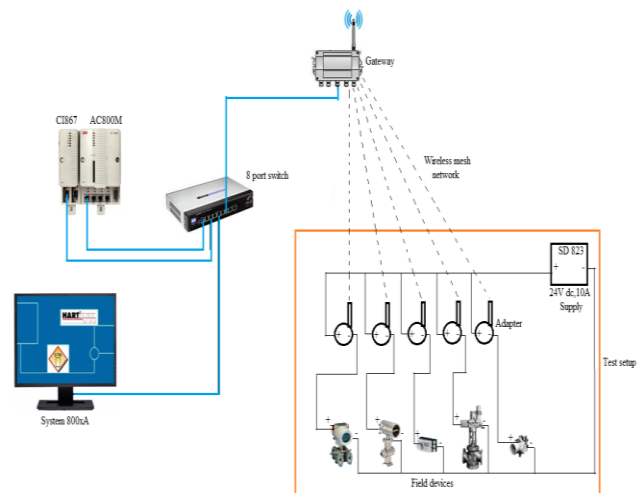 Gateway
CI867 AC800M
8 port switch
Wireless mesh
network
SD 823
+ -
24V dc,10A
Supply
HART
Adapter
Test setup
System 800xA
+ - + - + - + - + -
Field devices